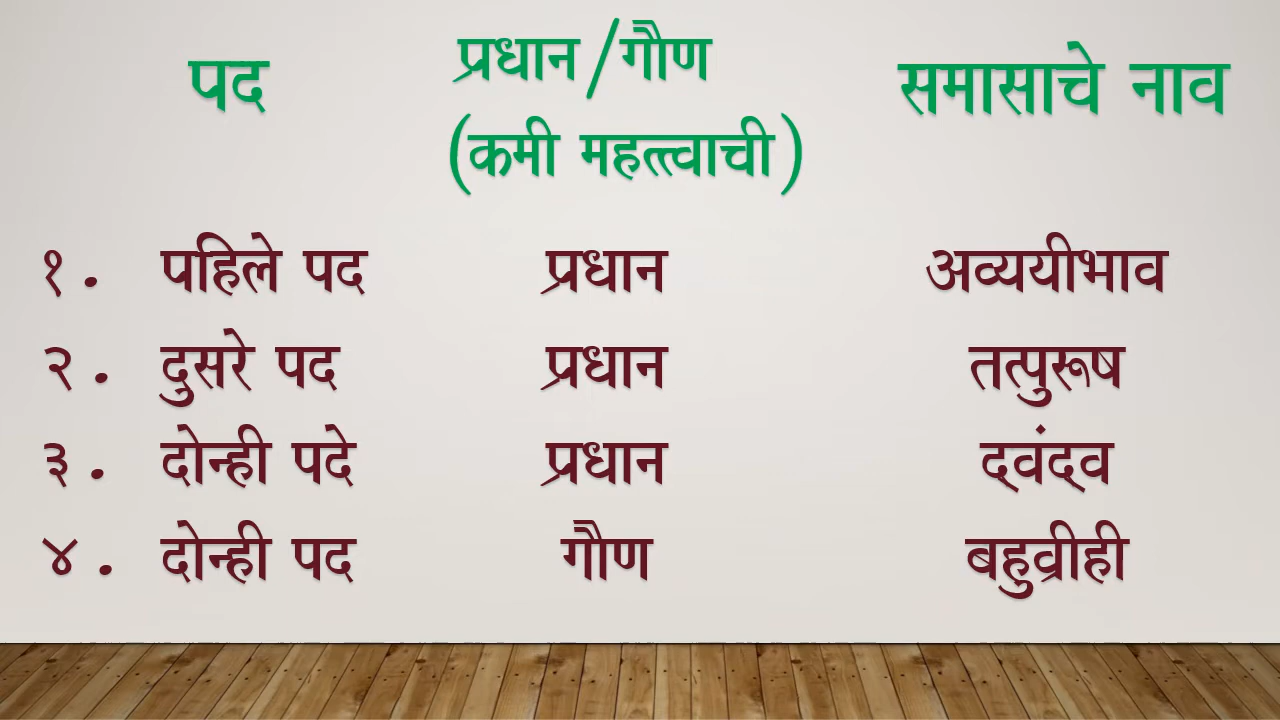 पद प्रधान/गौण समासाचे नाव
(कमी महत्त्वाची)
१. पहिले पद प्रधान अव्ययीभाव
२. दुसरे पद प्रधान तत्पुरूष
३. दोन्ही पदे प्रधान द्‌वंद्‌व
४. दोन्ही पद गौण बहुव्रीही